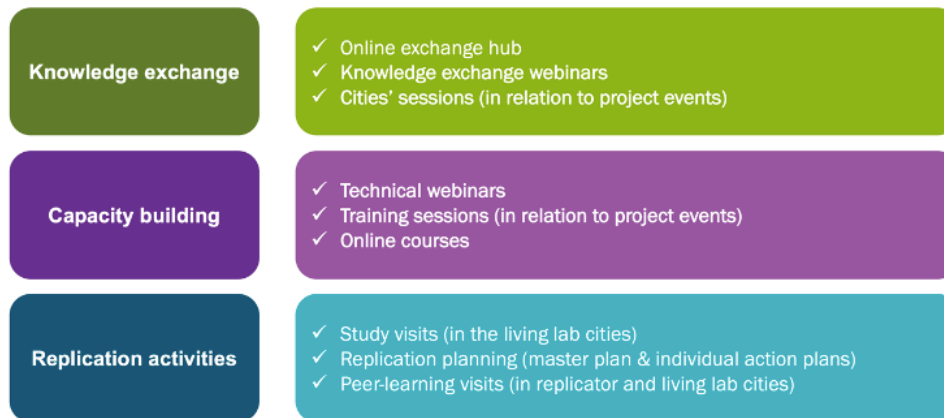 Knowledge exchange
✓ Online exchange hub
✓ Knowledge exchange webinars
✓ Cities' sessions (in relation to project events)
Capacity building
✓ Technical webinars
✓ Training sessions (in relation to project events)
✓ Online courses
Replication activities
✓ Study visits (in the living lab cities)
✓ Replication planning (master plan & individual action plans)
✓ Peer-learning visits (in replicator and living lab cities)